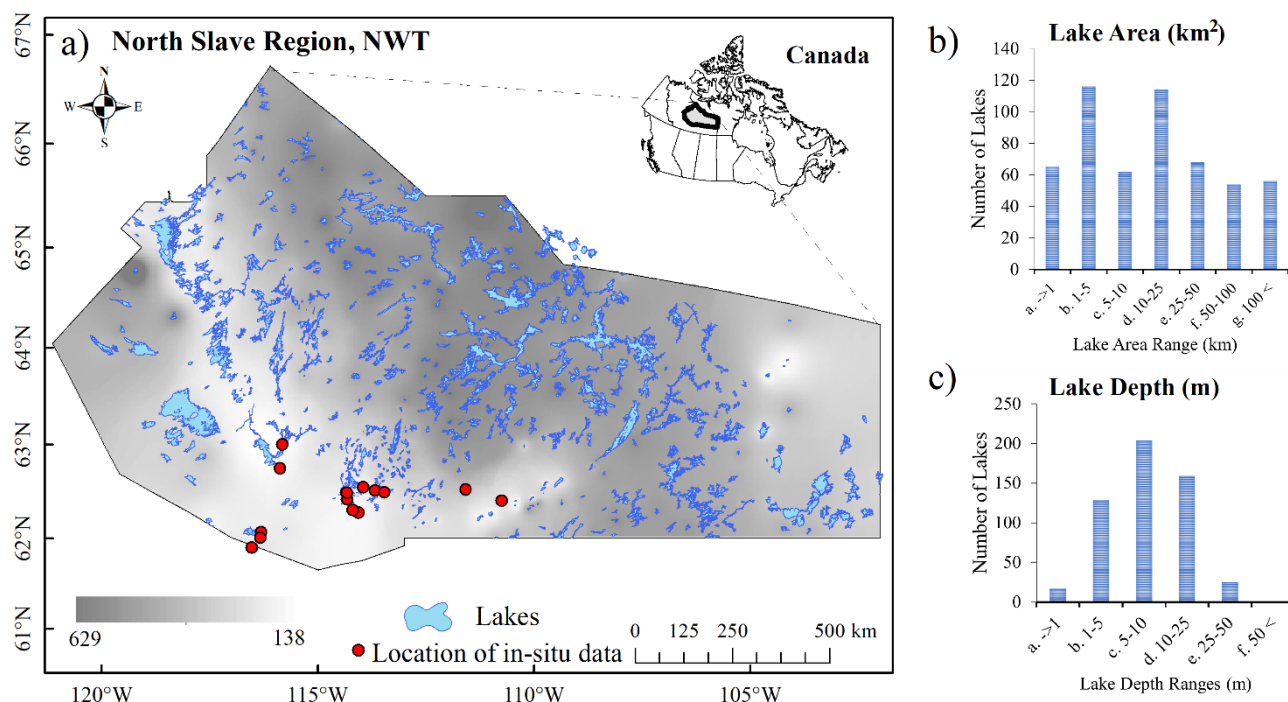 a)
North Slave Region, NWT
Canada
N
W E
S
67°N
66°N
65°N
64°N
63°N
62°N
61°N
120°W
115°W
110°W
105°W
629
138
Lakes
Location of in-situ data
0 125 250 500 km
b)
Lake Area (km²)
Number of Lakes
140
120
100
80
60
40
20
0
a. ->1
b. 1-5
c. 5-10
d. 10-25
e. 25-50
f. 50-100
g. 100 <
Lake Area Range (km)
c)
Lake Depth (m)
Number of Lakes
250
200
150
100
50
0
a. ->1
b. 1-5
c. 5-10
d. 10-25
e. 25-50
f. 50 <
Lake Depth Ranges (m)